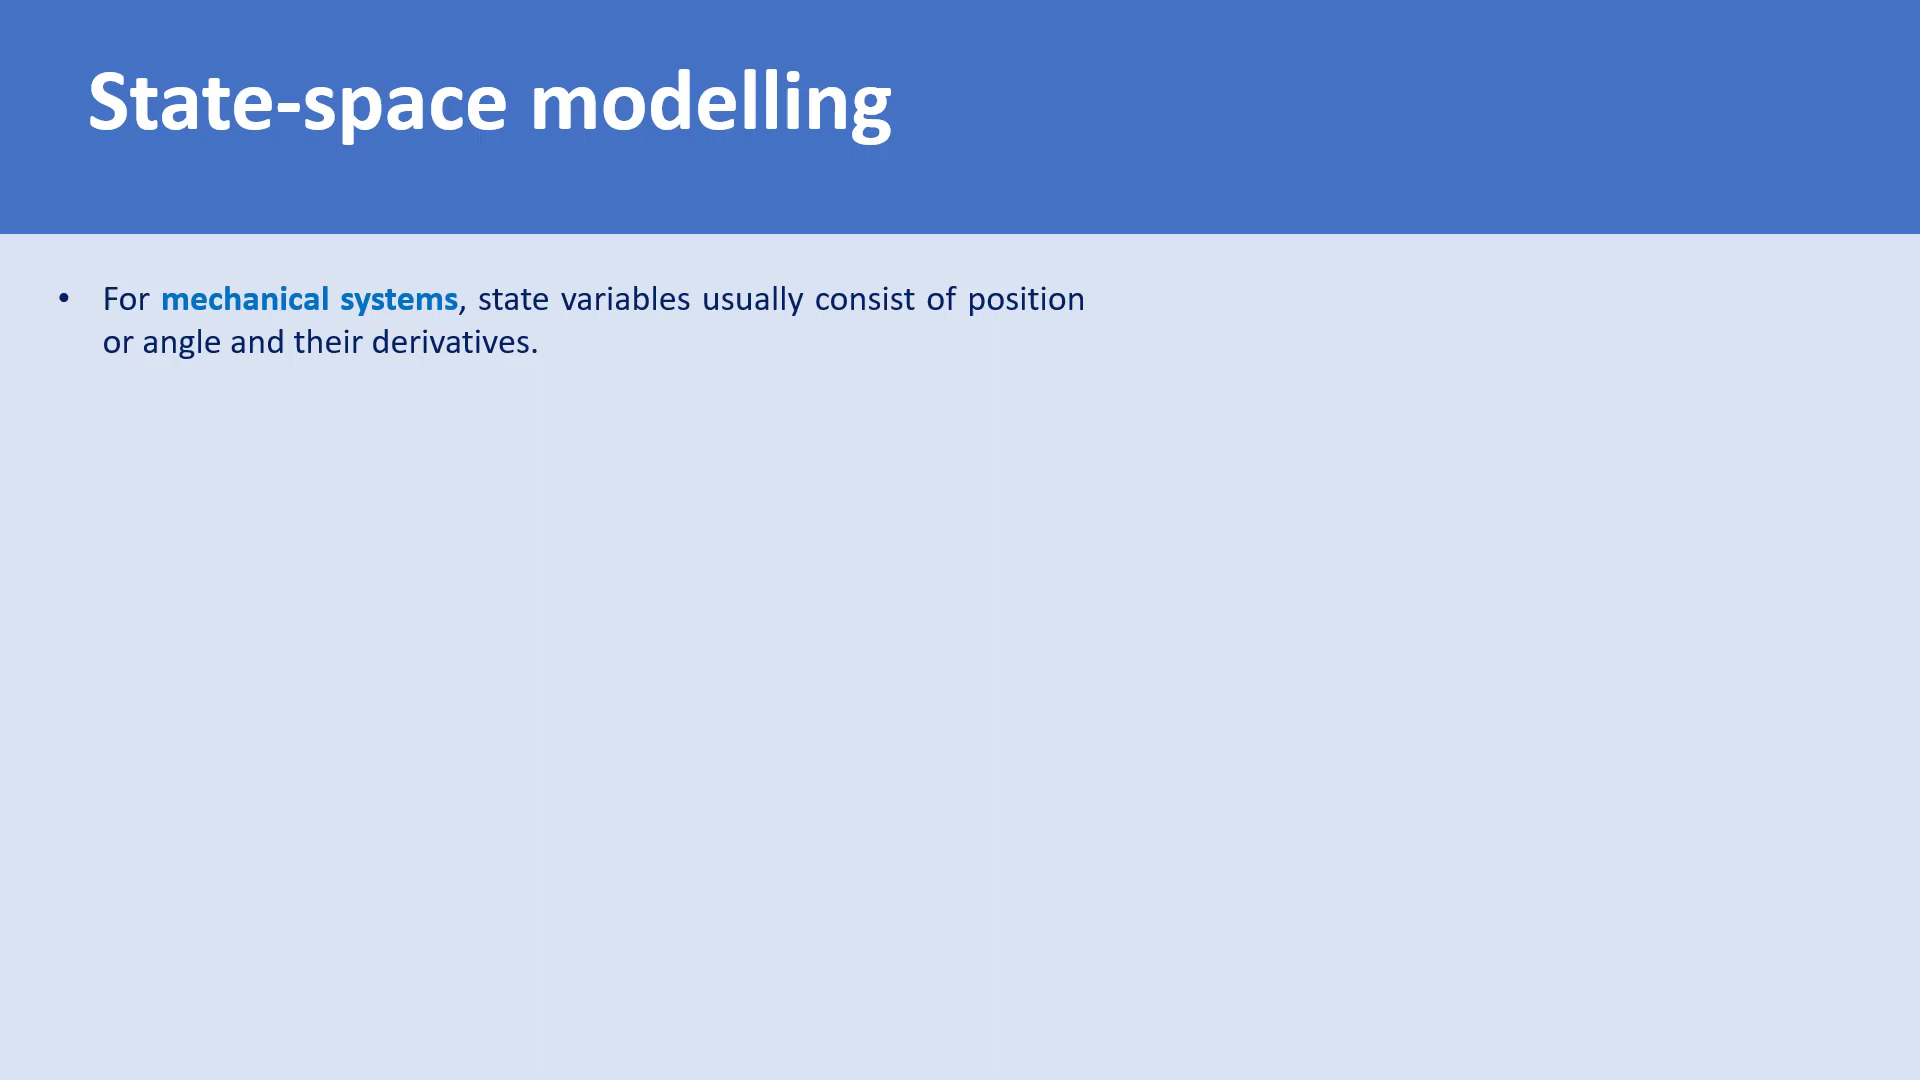 State-space modelling
• For mechanical systems, state variables usually consist of position
or angle and their derivatives.